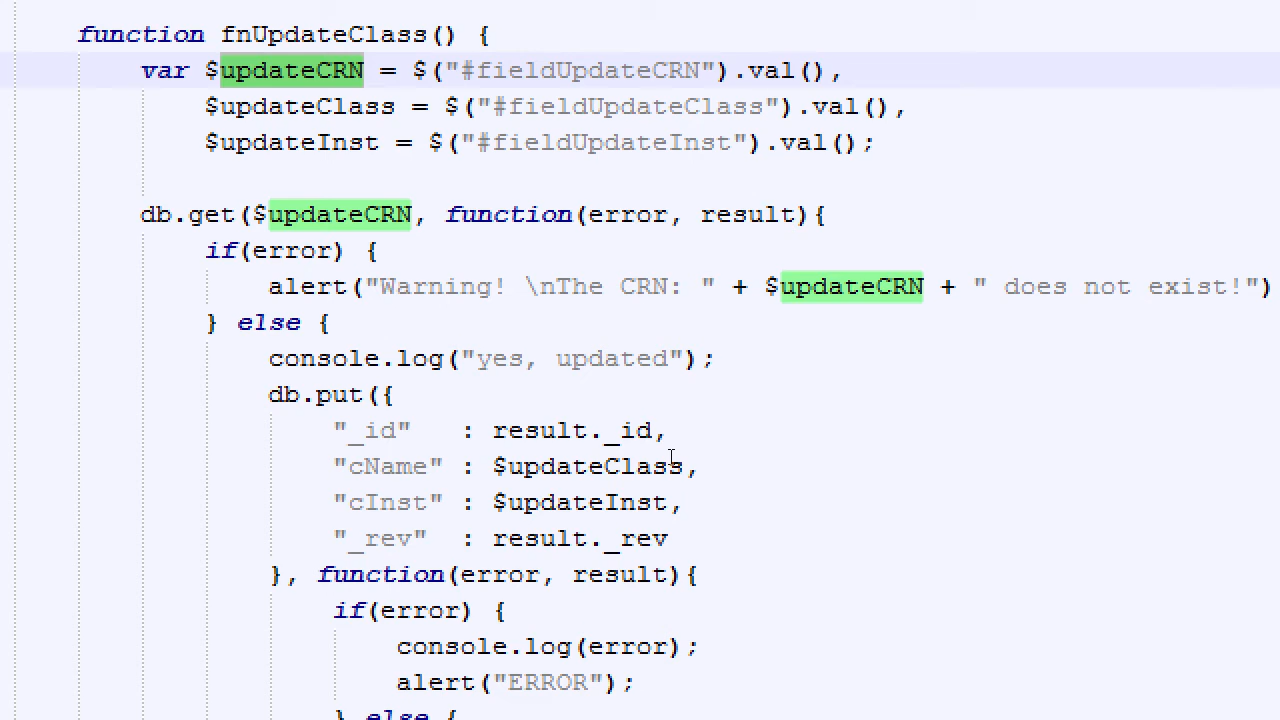 function fnUpdateClass() {
var $updateCRN = $("#fieldUpdateCRN").val(),
$updateClass = $("#fieldUpdateClass").val(),
$updateInst = $("#fieldUpdateInst").val();
db.get($updateCRN, function(error, result){
if(error) {
alert("Warning! \nThe CRN: " + $updateCRN + " does not exist!")
} else {
console.log("yes, updated");
db.put({
"_id" : result._id,
"cName" : $updateClass,
"cInst" : $updateInst,
"_rev" : result._rev
}, function(error, result){
if(error) {
console.log(error);
alert("ERROR");
} else {